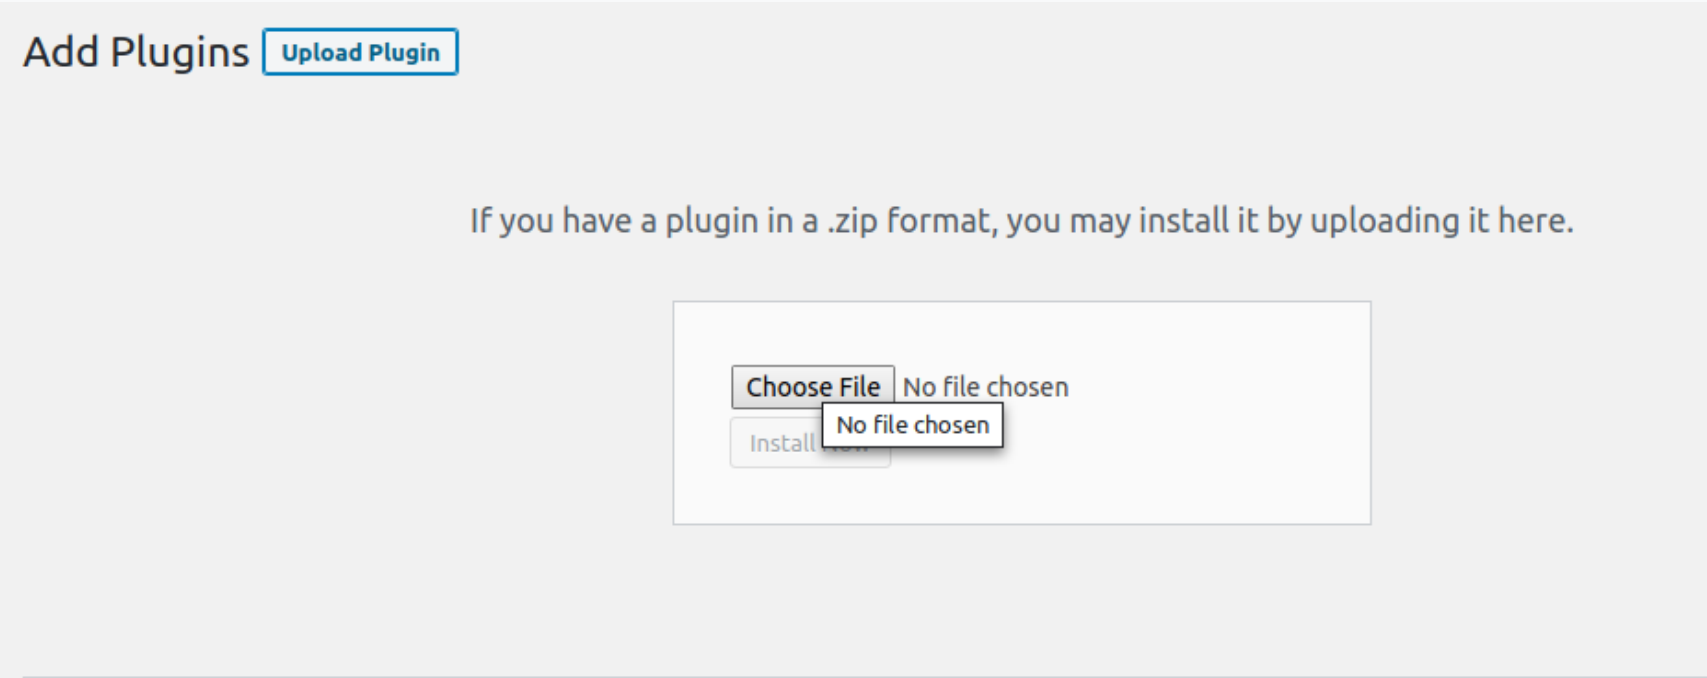 Add Plugins Upload Plugin
If you have a plugin in a .zip format, you may install it by uploading it here.
Choose File No file chosen
No file chosen
Install